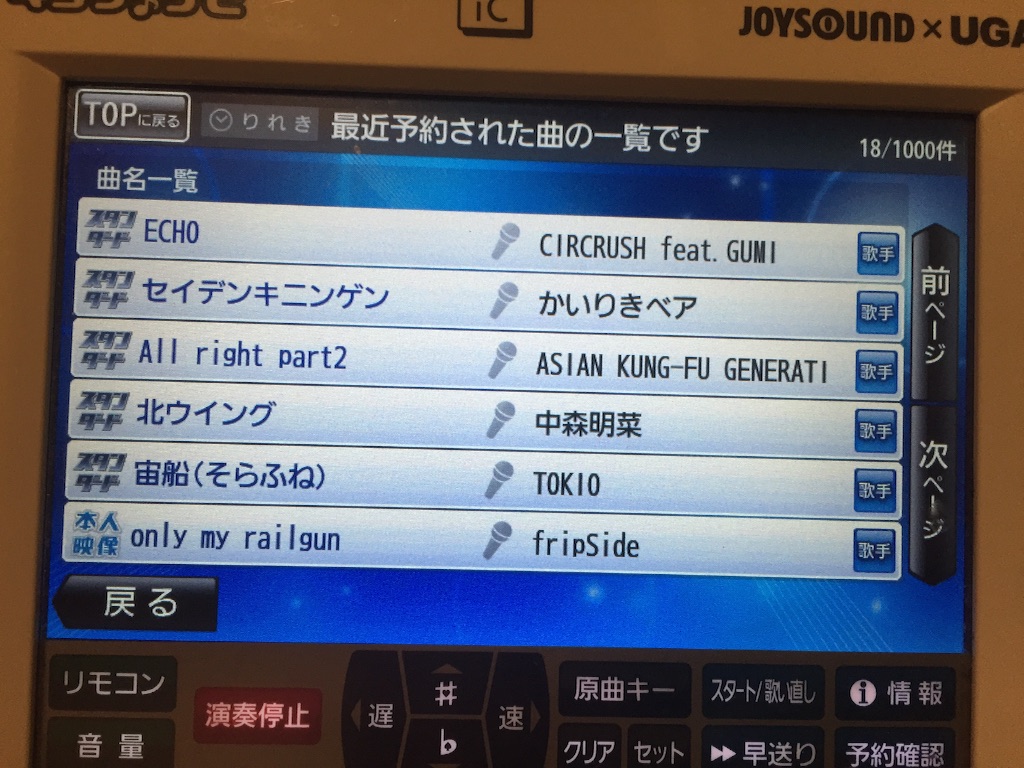 iC
JOYSOUND × UGA
TOPに戻る
りれき 最近予約された曲の一覧です
18/1000件
曲名一覧
スタンダード ECHO CIRCRUSH feat.GUMI 歌手
スタンダード セイデンキニンゲン かいりきベア 歌手
スタンダード All right part2 ASIAN KUNG-FU GENERATI 歌手
スタンダード 北ウイング 中森明菜 歌手
スタンダード 宙船(そらふね) TOKIO 歌手
本人映像 only my railgun fripSide 歌手
前ページ
次ページ
戻る
リモコン
演奏停止
音量
遅 ♯ ♭ 速
原曲キー
スタート/歌い直し
情報
クリア
セット
早送り
予約確認